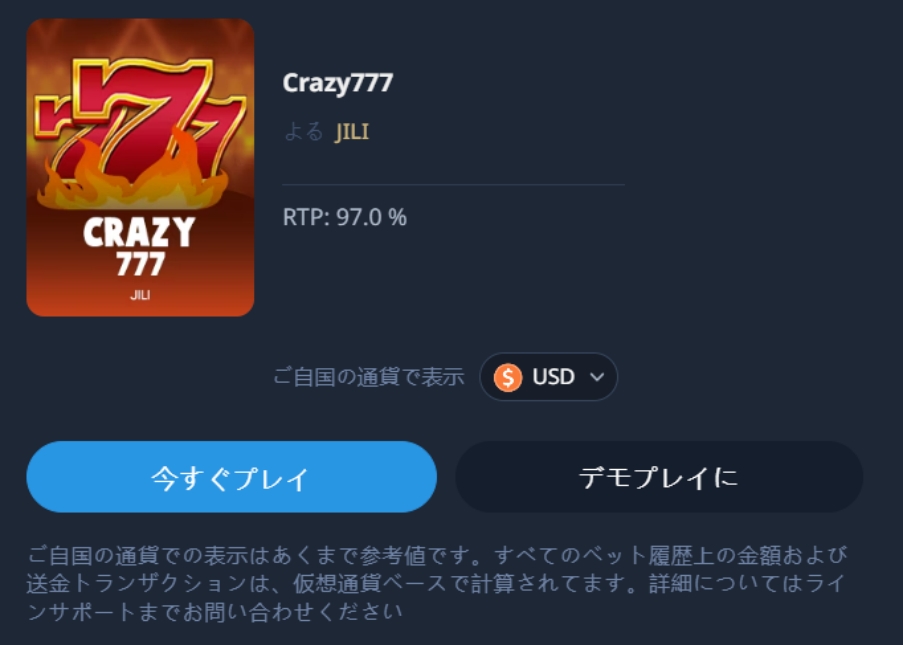 777
CRAZY
777
JILI
Crazy777
よる JILI
RTP: 97.0 %
ご自国の通貨で表示 $ USD
今すぐプレイ デモプレイに
ご自国の通貨での表示はあくまで参考値です。すべてのベット履歴上の金額および
送金トランザクションは、仮想通貨ベースで計算されてます。詳細についてはライ
ンサポートまでお問い合わせください